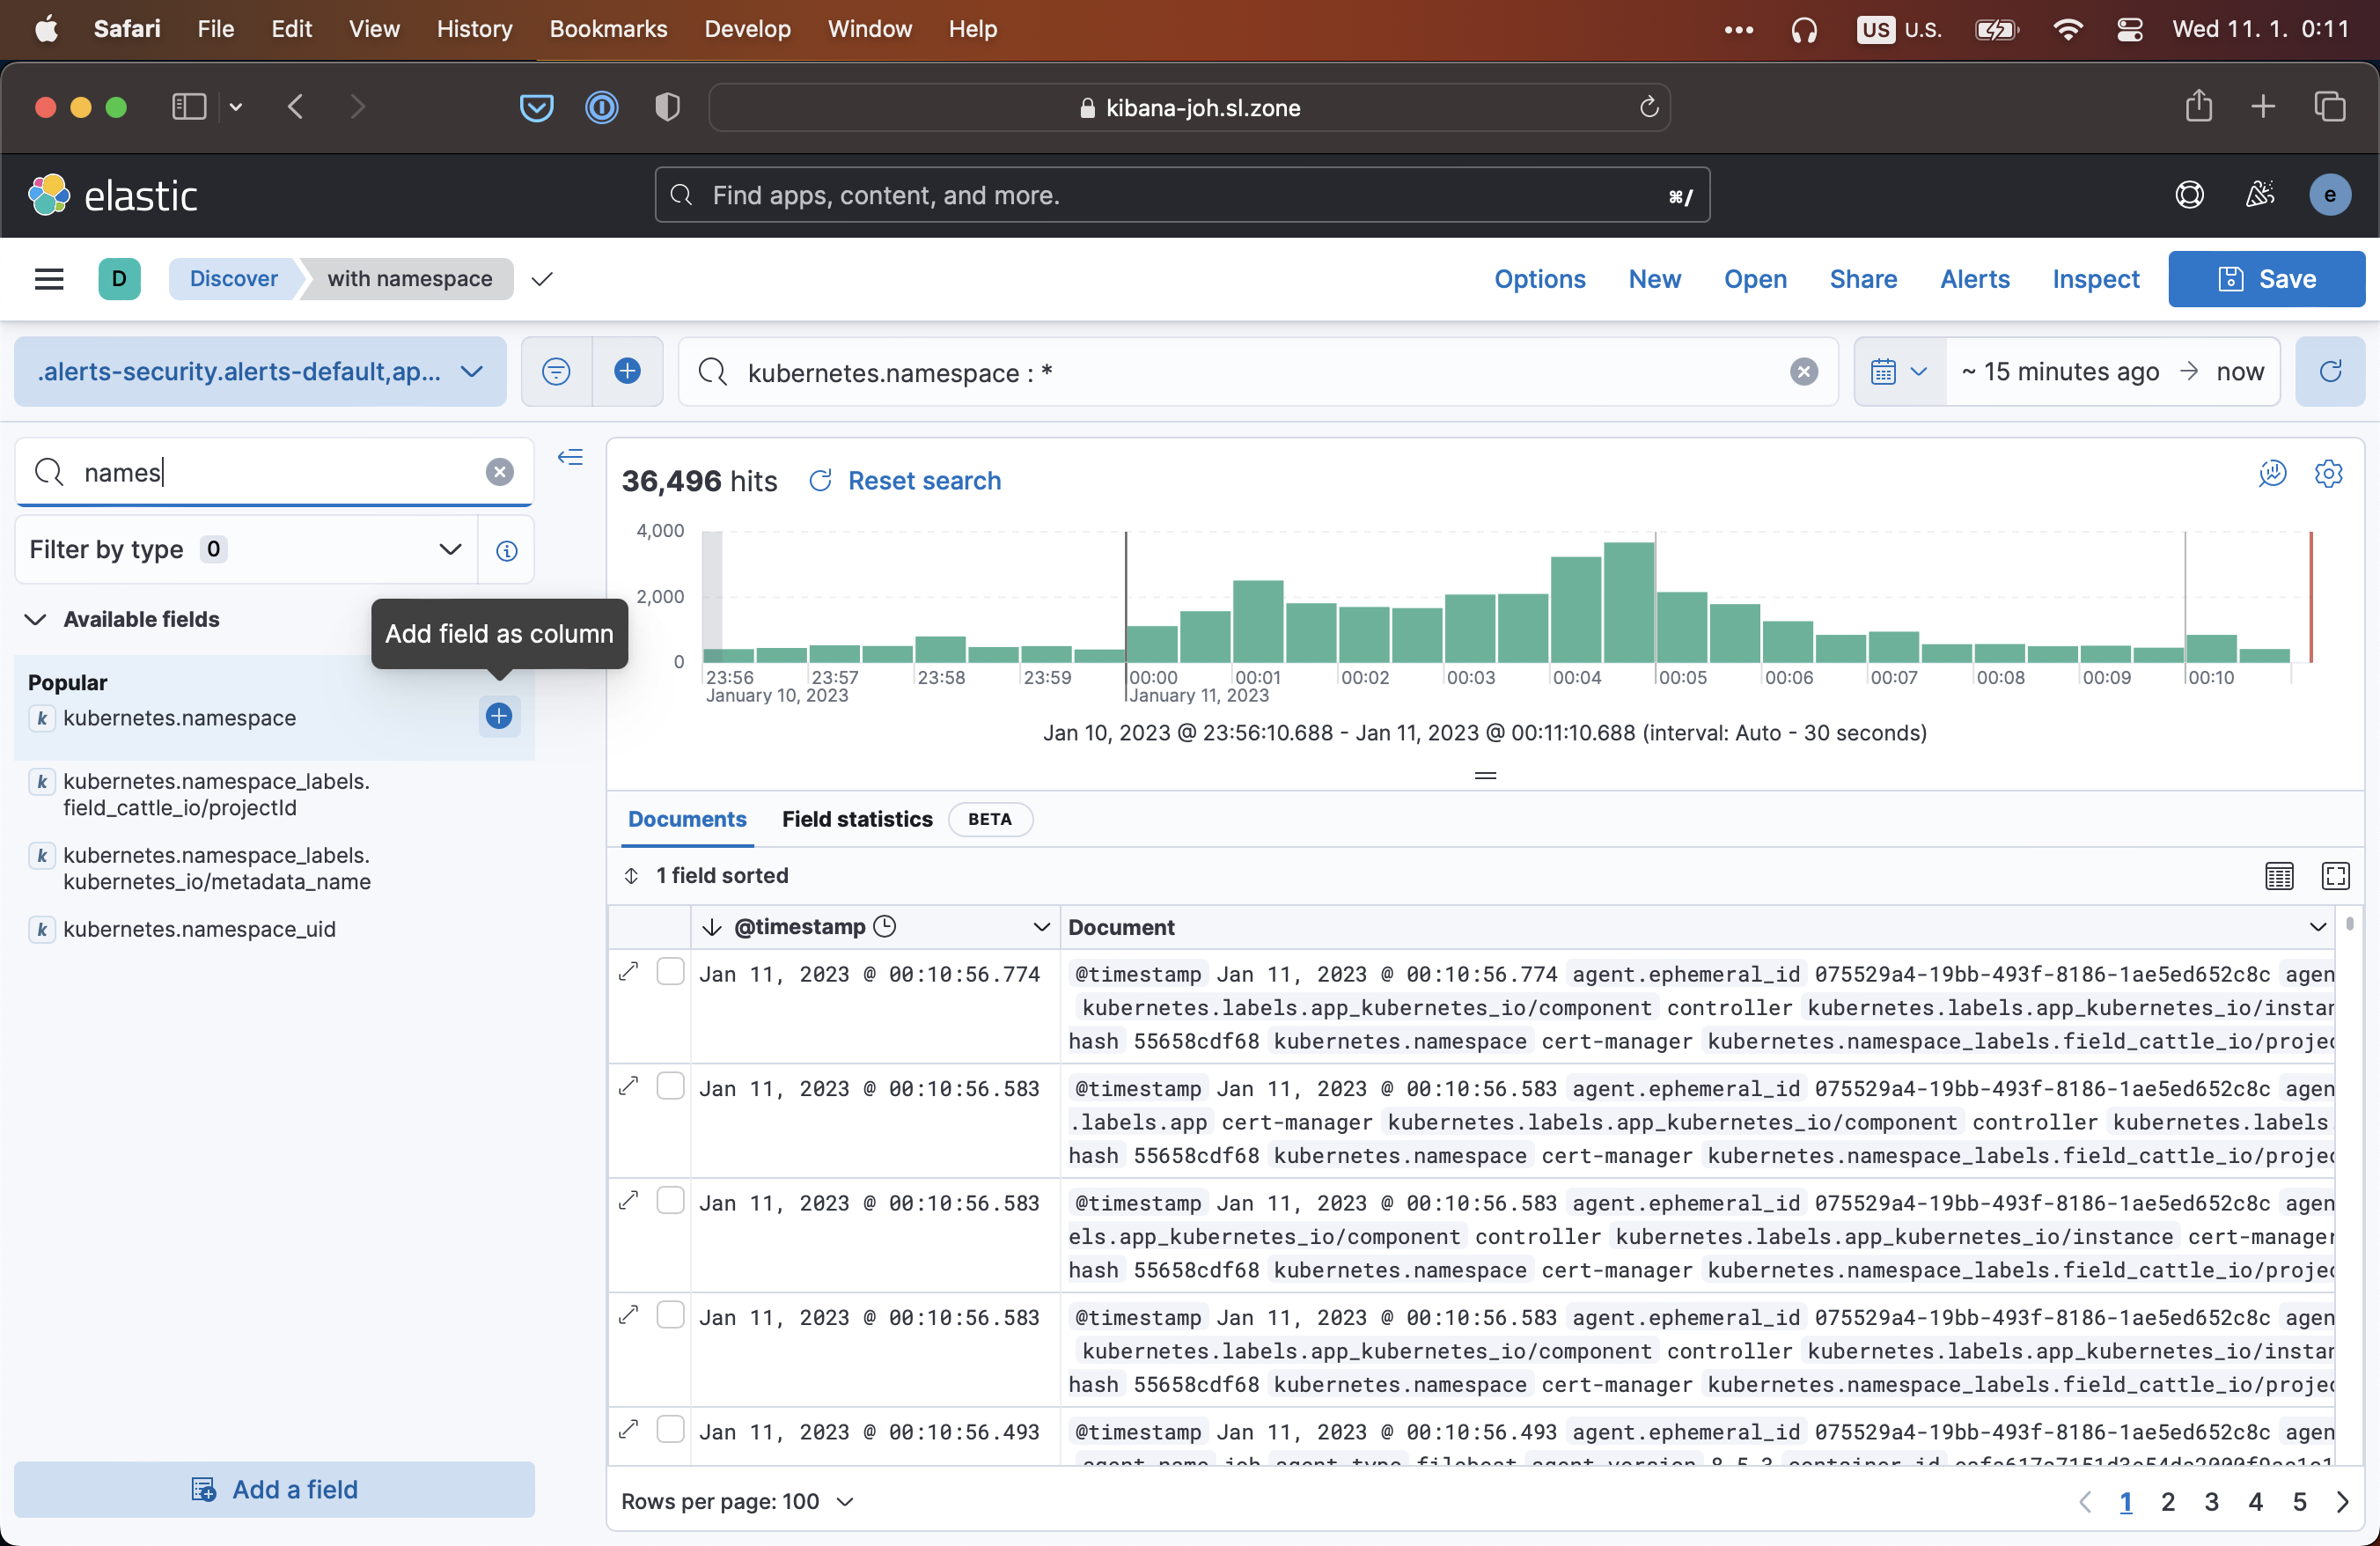 Safari File Edit View History Bookmarks Develop Window Help ••• US U.S. Wed 11. 1. 0:11
kibana-joh.sl.zone
elastic Find apps, content, and more. ⌘/ e
D Discover with namespace Options New Open Share Alerts Inspect Save
.alerts-security.alerts-default,ap... kubernetes.namespace : * ~ 15 minutes ago → now
names
Filter by type 0
Available fields
Add field as column
Popular
k kubernetes.namespace
k kubernetes.namespace_labels.
field_cattle_io/projectId
k kubernetes.namespace_labels.
kubernetes_io/metadata_name
k kubernetes.namespace_uid
Add a field
36,496 hits Reset search
4,000
2,000
0
23:56 23:57 23:58 23:59 00:00 00:01 00:02 00:03 00:04 00:05 00:06 00:07 00:08 00:09 00:10
January 10, 2023 January 11, 2023
Jan 10, 2023 @ 23:56:10.688 - Jan 11, 2023 @ 00:11:10.688 (interval: Auto - 30 seconds)
Documents Field statistics BETA
1 field sorted
@timestamp Document
Jan 11, 2023 @ 00:10:56.774 @timestamp Jan 11, 2023 @ 00:10:56.774 agent.ephemeral_id 075529a4-19bb-493f-8186-1ae5ed652c8c agen
kubernetes.labels.app_kubernetes_io/component controller kubernetes.labels.app_kubernetes_io/instan
hash 55658cdf68 kubernetes.namespace cert-manager kubernetes.namespace_labels.field_cattle_io/projec
Jan 11, 2023 @ 00:10:56.583 @timestamp Jan 11, 2023 @ 00:10:56.583 agent.ephemeral_id 075529a4-19bb-493f-8186-1ae5ed652c8c agen
.labels.app cert-manager kubernetes.labels.app_kubernetes_io/component controller kubernetes.labels.
hash 55658cdf68 kubernetes.namespace cert-manager kubernetes.namespace_labels.field_cattle_io/projec
Jan 11, 2023 @ 00:10:56.583 @timestamp Jan 11, 2023 @ 00:10:56.583 agent.ephemeral_id 075529a4-19bb-493f-8186-1ae5ed652c8c agen
els.app_kubernetes_io/component controller kubernetes.labels.app_kubernetes_io/instance cert-manager
hash 55658cdf68 kubernetes.namespace cert-manager kubernetes.namespace_labels.field_cattle_io/projec
Jan 11, 2023 @ 00:10:56.583 @timestamp Jan 11, 2023 @ 00:10:56.583 agent.ephemeral_id 075529a4-19bb-493f-8186-1ae5ed652c8c agen
kubernetes.labels.app_kubernetes_io/component controller kubernetes.labels.app_kubernetes_io/instan
hash 55658cdf68 kubernetes.namespace cert-manager kubernetes.namespace_labels.field_cattle_io/projec
Jan 11, 2023 @ 00:10:56.493 @timestamp Jan 11, 2023 @ 00:10:56.493 agent.ephemeral_id 075529a4-19bb-493f-8186-1ae5ed652c8c agen
agent.name joh agent.type filebeat agent.version 8.5.3 container.id
Rows per page: 100 1 2 3 4 5